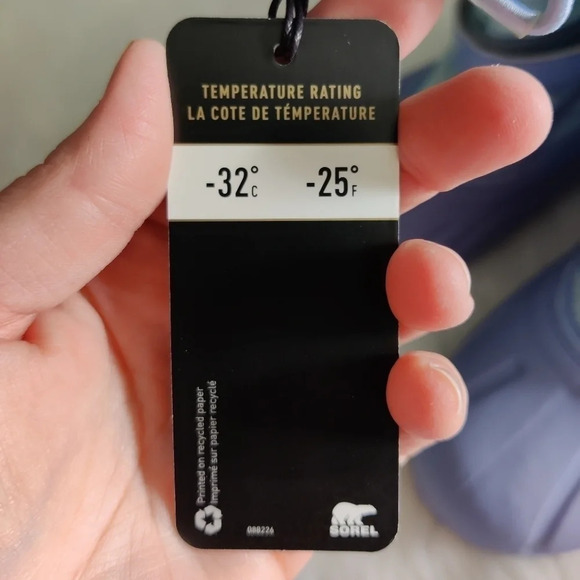 TEMPERATURE RATING
LA COTE DE TÉMPERATURE
-32°C -25°F
Printed on recycled paper
Imprimé sur papier recyclé
088226
SOREL